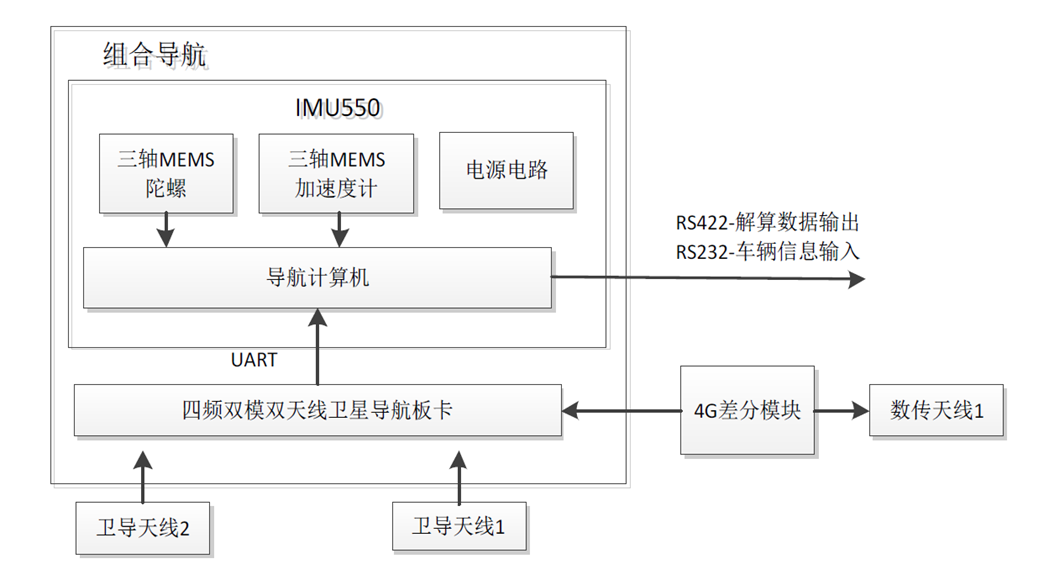 组合导航
IMU550
三轴MEMS
陀螺
三轴MEMS
加速度计
电源电路
RS422-解算数据输出
RS232-车辆信息输入
导航计算机
UART
四频双模双天线卫星导航板卡
4G差分模块
数传天线1
卫导天线2
卫导天线1